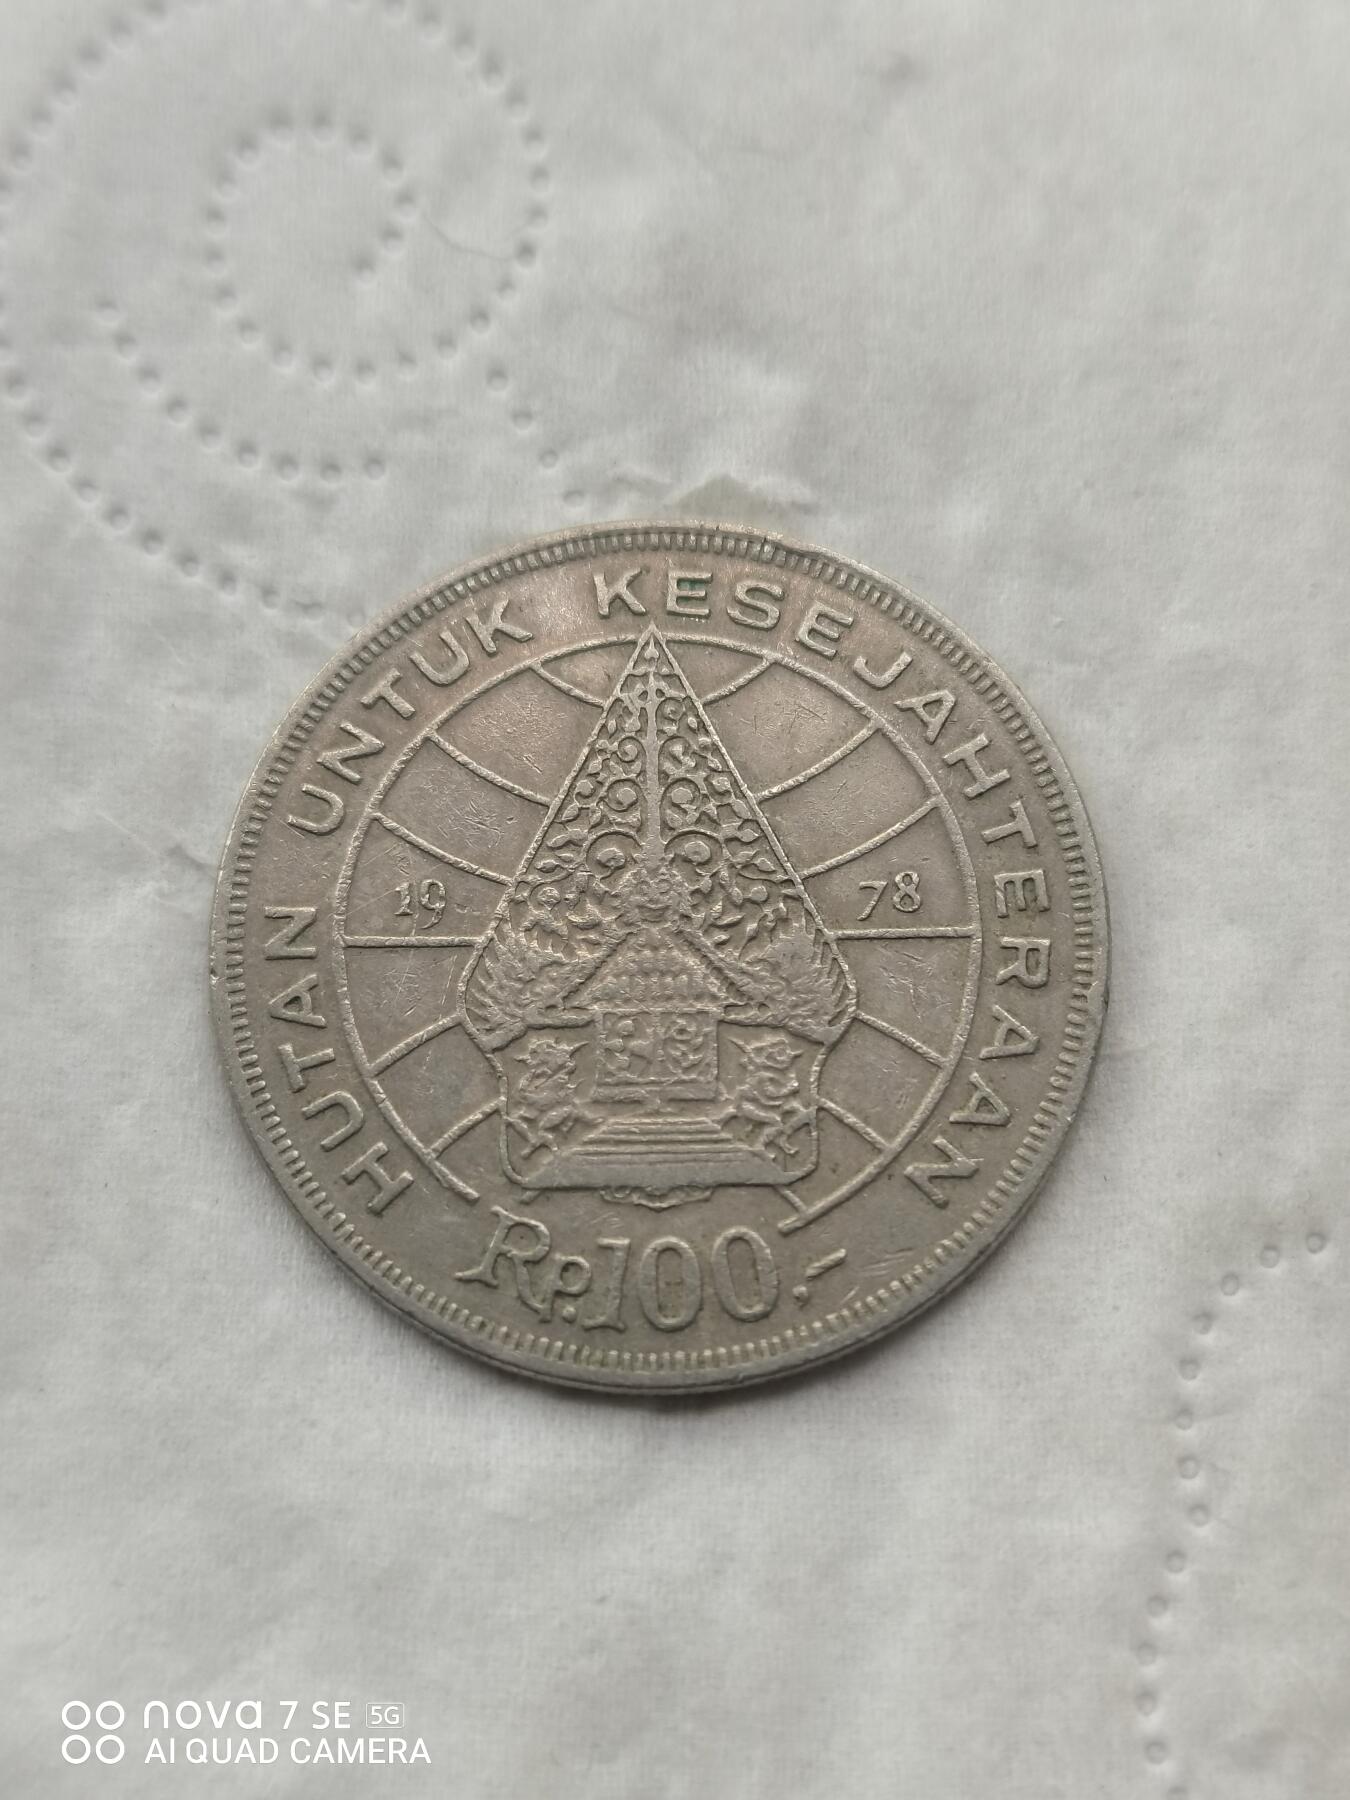 HUTAN UNTUK KESEJAHTERAAN
19 78
Rp.100,-
nova 7 SE 5G
AI QUAD CAMERA